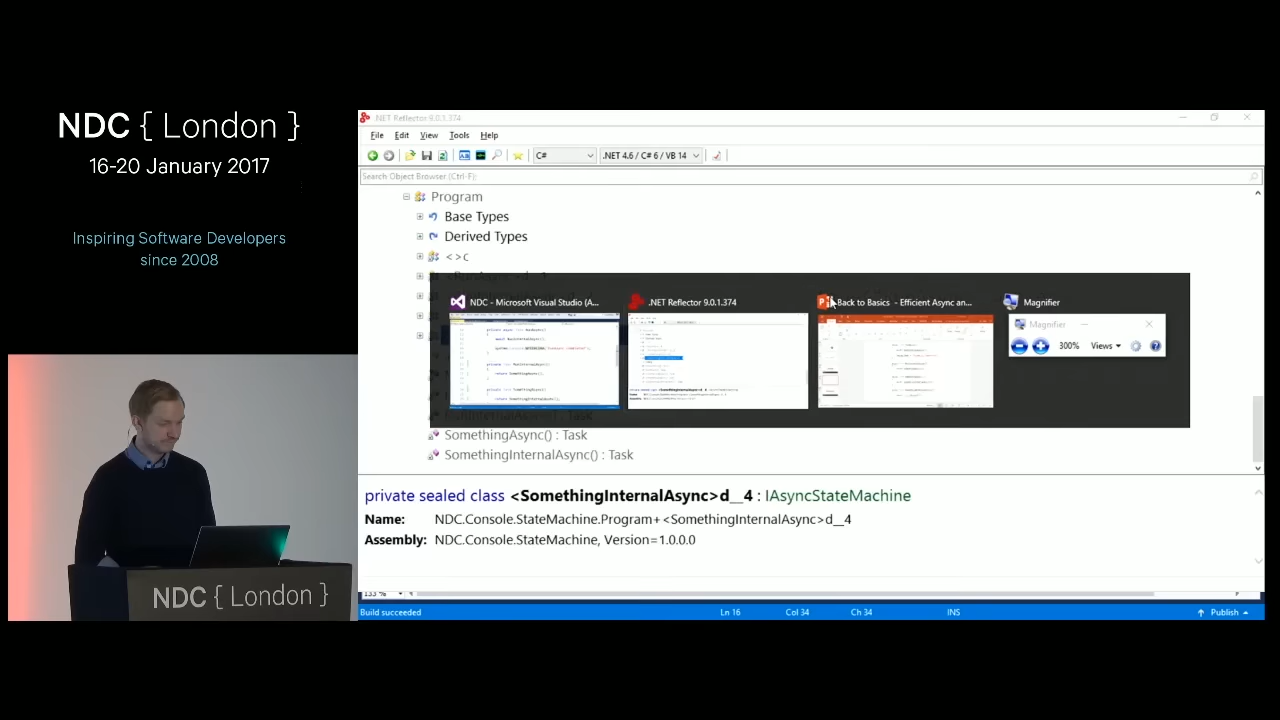 NDC { London }
16-20 January 2017
Inspiring Software Developers
since 2008
NDC { London }
.NET Reflector 9.0.1.374
File Edit View Tools Help
C# .NET 4.6 / C# 6 / VB 14
Search Object Browser (Ctrl-F):
Program
Base Types
Derived Types
<>c
NDC - Microsoft Visual Studio (A...
.NET Reflector 9.0.1.374
Back to Basics - Efficient Async an...
Magnifier
Magnifier
300% Views
SomethingAsync() : Task
SomethingInternalAsync() : Task
private sealed class <SomethingInternalAsync>d__4 : IAsyncStateMachine
Name: NDC.Console.StateMachine.Program+<SomethingInternalAsync>d__4
Assembly: NDC.Console.StateMachine, Version=1.0.0.0
133 %
Build succeeded Ln 16 Col 34 Ch 34 INS Publish